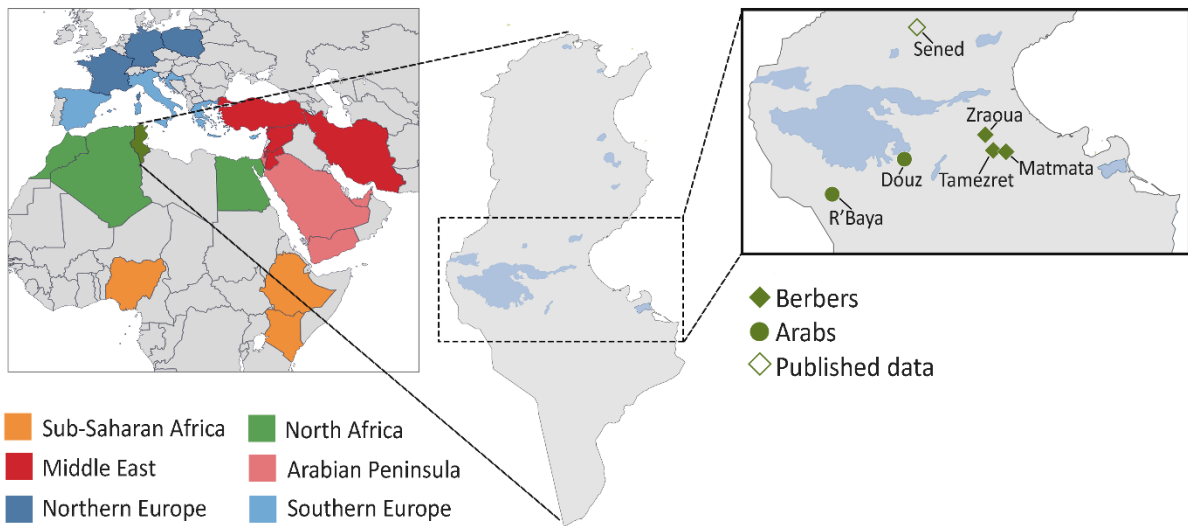 Sened
Zraoua
Matmata
Douz
Tamezret
R'Baya
Berbers
Arabs
Published data
Sub-Saharan Africa
North Africa
Middle East
Arabian Peninsula
Northern Europe
Southern Europe